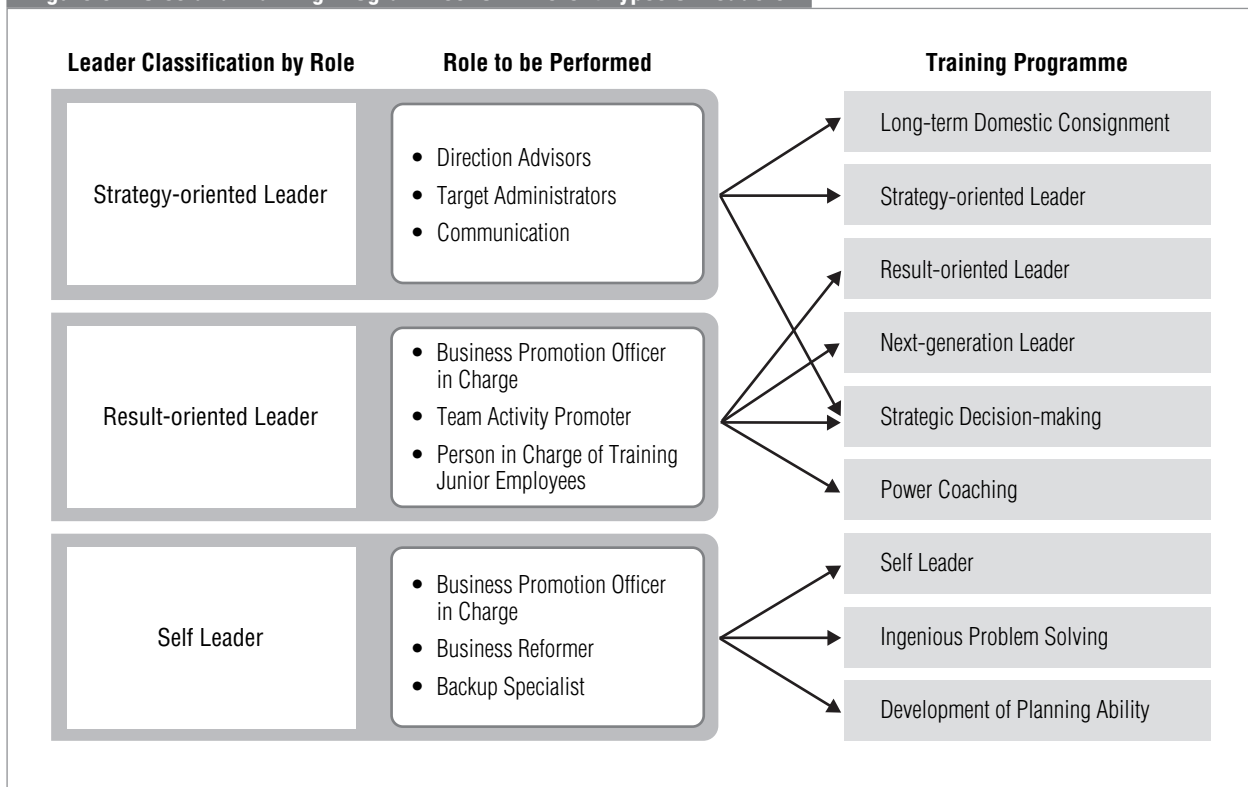 Leader Classification by Role
Role to be Performed
Training Programme
Strategy-oriented Leader
• Direction Advisors
• Target Administrators
• Communication
Result-oriented Leader
• Business Promotion Officer
in Charge
• Team Activity Promoter
• Person in Charge of Training
Junior Employees
Self Leader
• Business Promotion Officer
in Charge
• Business Reformer
• Backup Specialist
Long-term Domestic Consignment
Strategy-oriented Leader
Result-oriented Leader
Next-generation Leader
Strategic Decision-making
Power Coaching
Self Leader
Ingenious Problem Solving
Development of Planning Ability